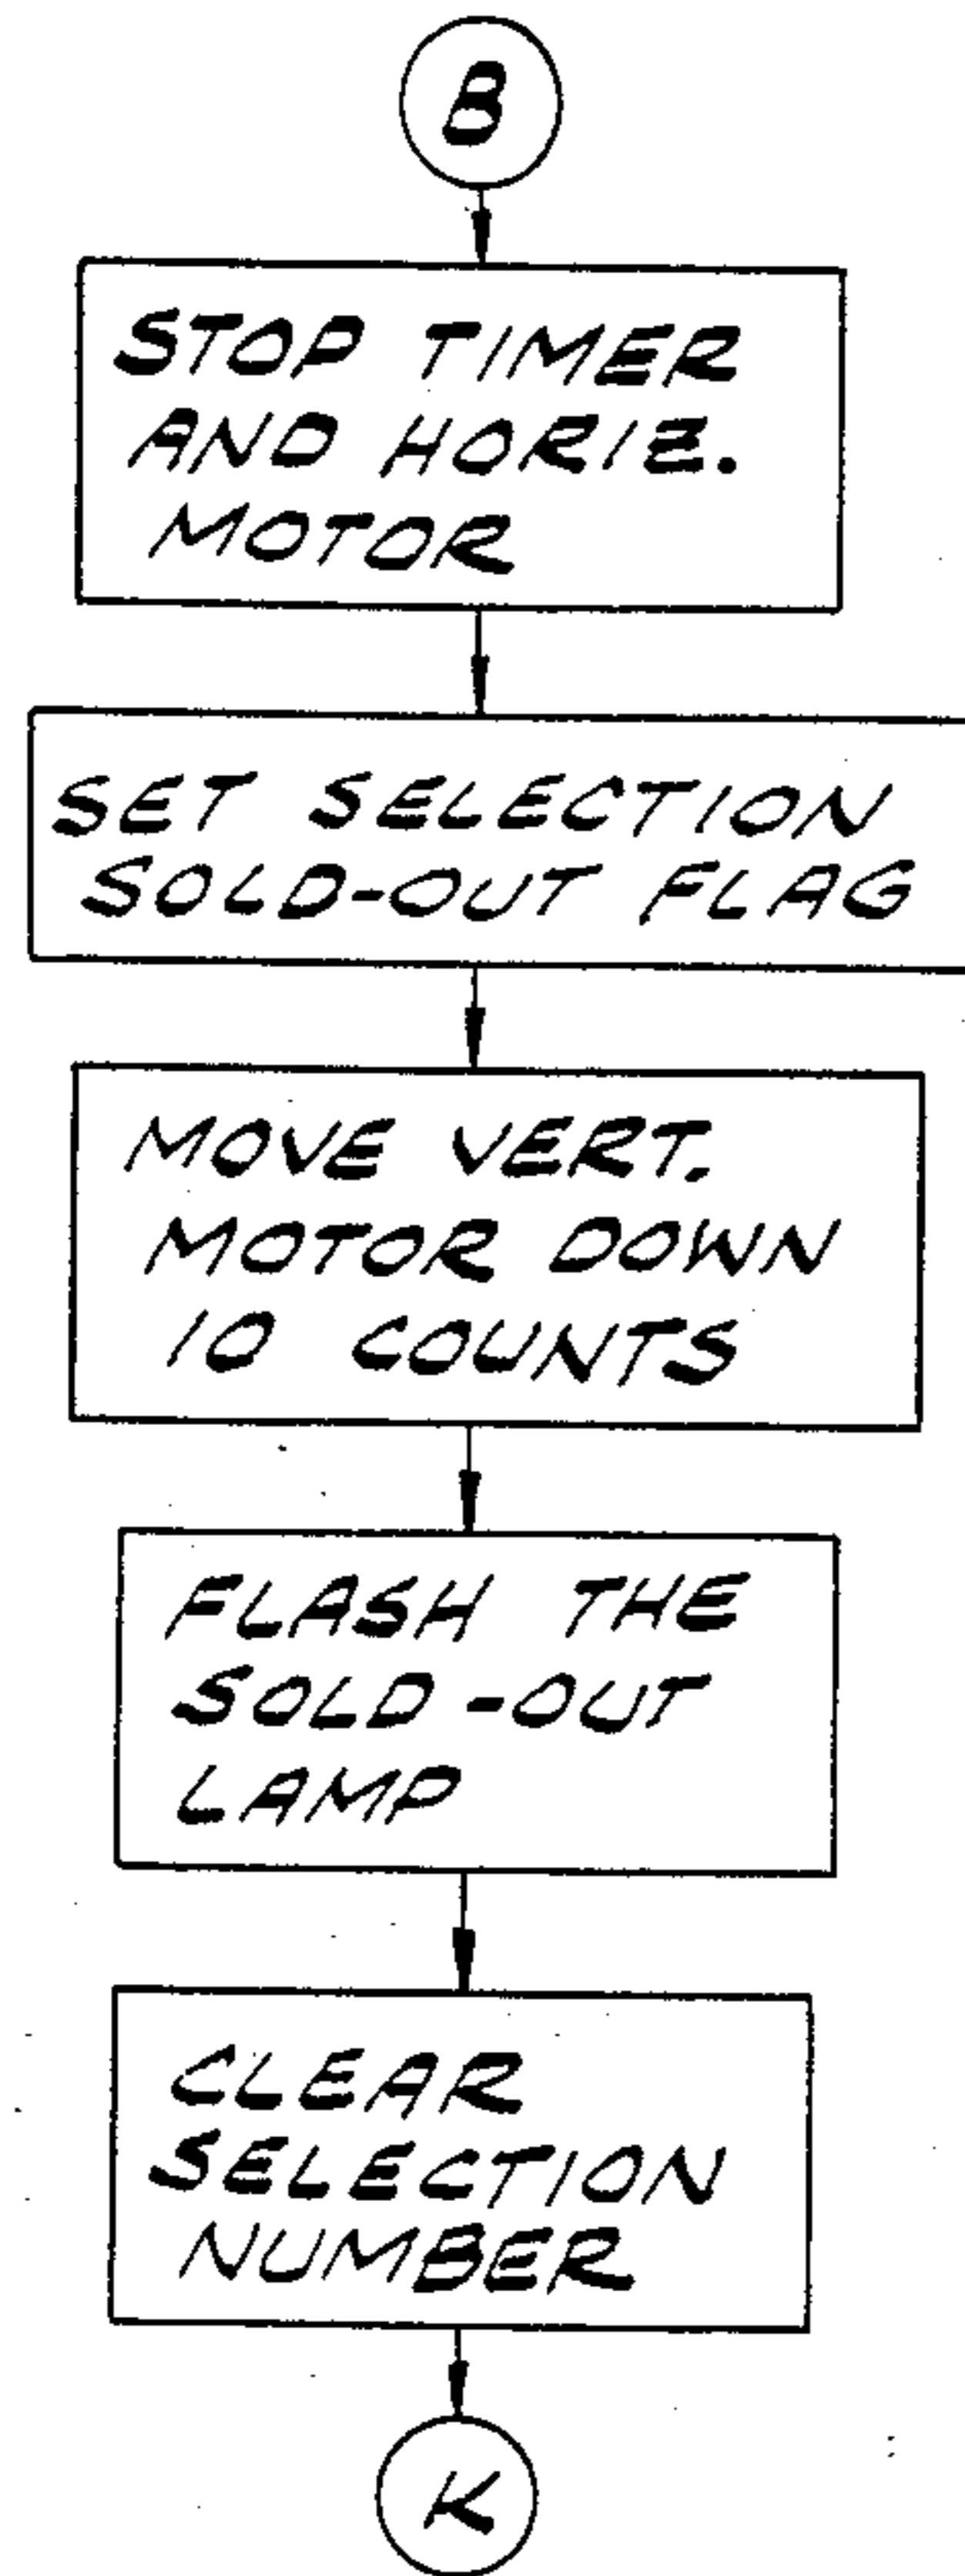 B
STOP TIMER
AND HORIZ.
MOTOR
SET SELECTION
SOLD-OUT FLAG
MOVE VERT.
MOTOR DOWN
10 COUNTS
FLASH THE
SOLD-OUT
LAMP
CLEAR
SELECTION
NUMBER
K